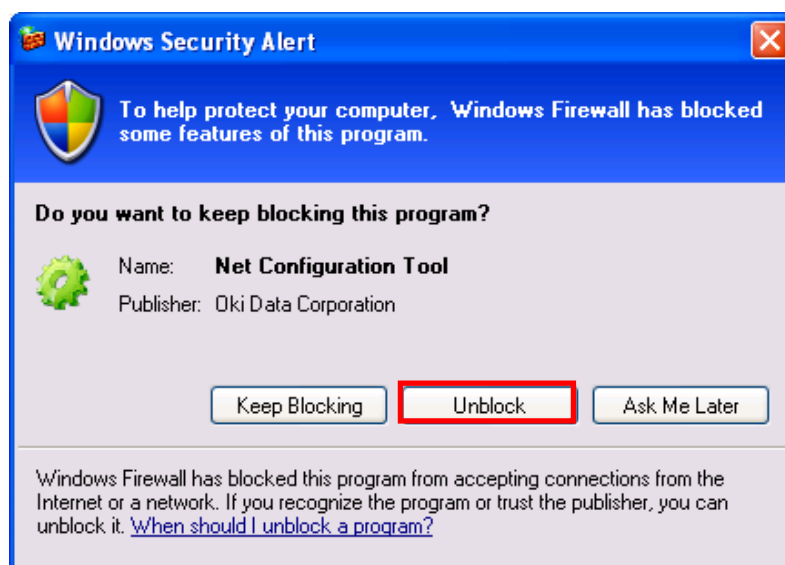 Windows Security Alert
To help protect your computer, Windows Firewall has blocked
some features of this program.
Do you want to keep blocking this program?
Name: Net Configuration Tool
Publisher: Oki Data Corporation
Keep Blocking Unblock Ask Me Later
Windows Firewall has blocked this program from accepting connections from the
Internet or a network. If you recognize the program or trust the publisher, you can
unblock it. When should I unblock a program?